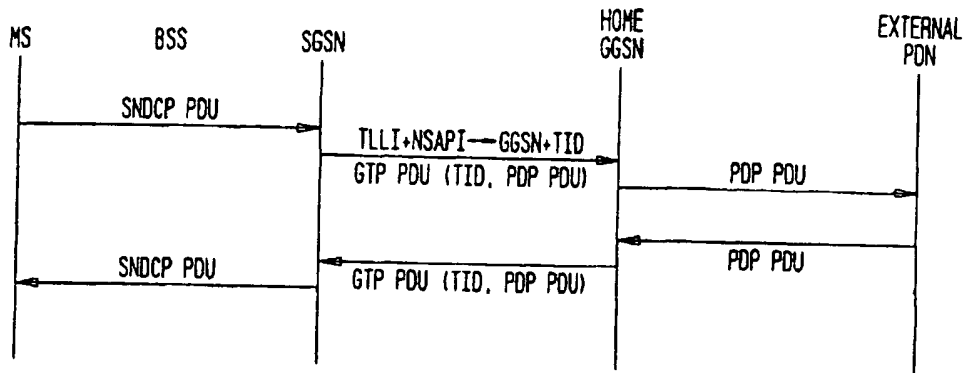 MS
BSS
SGSN
HOME
GGSN
EXTERNAL
PDN
SNDCP PDU
TLLI+NSAPI—GGSN+TID
GTP PDU (TID, PDP PDU)
PDP PDU
PDP PDU
GTP PDU (TID, PDP PDU)
SNDCP PDU